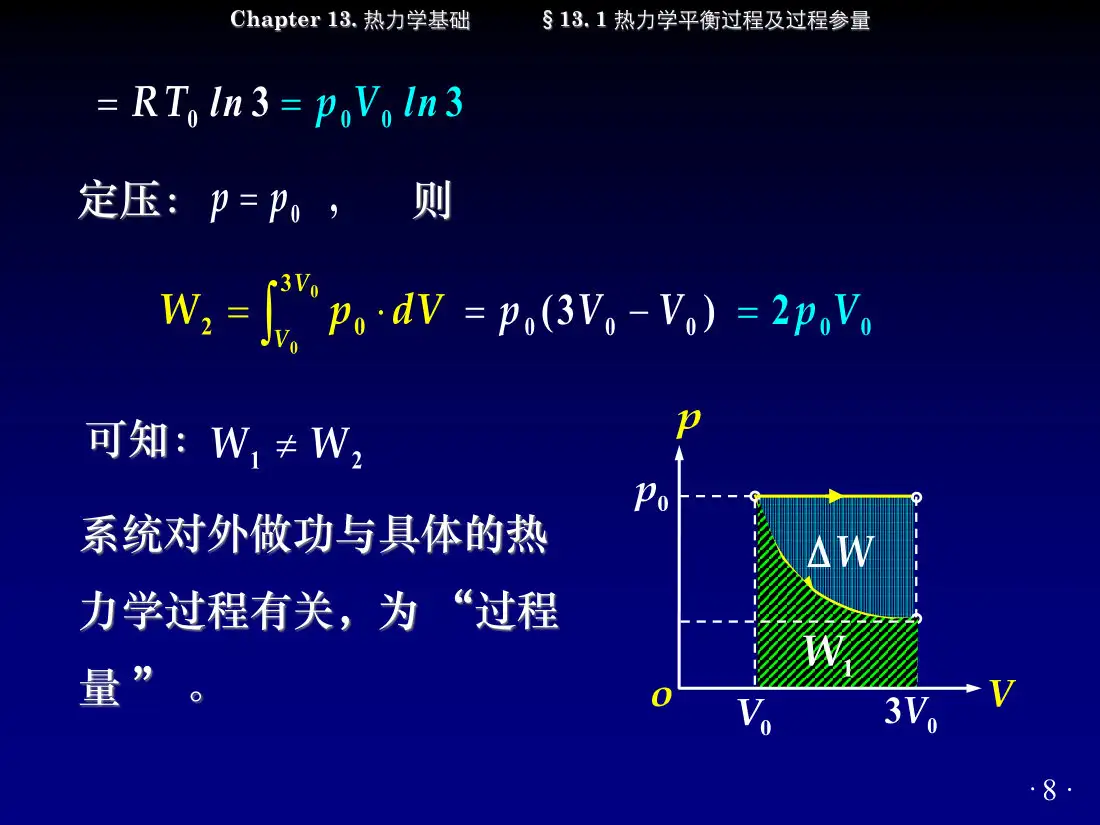 Chapter 13. 热力学基础 §13.1 热力学平衡过程及过程参量
= RT₀ ln 3 = p₀V₀ ln 3
定压： p = p₀ ， 则
W₂ = ∫_{V₀}^{3V₀} p₀ · dV = p₀(3V₀ − V₀) = 2p₀V₀
可知： W₁ ≠ W₂
系统对外做功与具体的热
力学过程有关，为 “过程
量 ” 。
p
p₀
ΔW
W₁
o
V
V₀
3V₀
· 8 ·